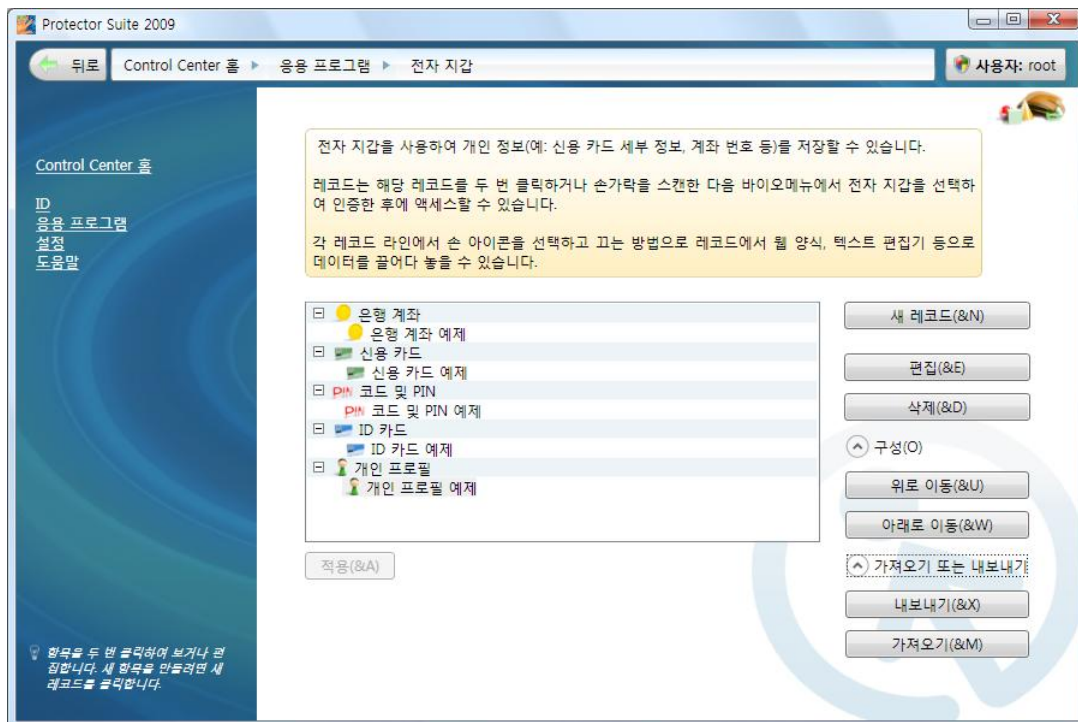 Protector Suite 2009
뒤로
Control Center 홈
응용 프로그램
전자 지갑
사용자: root
Control Center 홈
ID
응용 프로그램
설정
도움말
전자 지갑을 사용하여 개인 정보(예: 신용 카드 세부 정보, 계좌 번호 등)를 저장할 수 있습니다.
레코드는 해당 레코드를 두 번 클릭하거나 손가락을 스캔한 다음 바이오메뉴에서 전자 지갑을 선택하
여 인증한 후에 액세스할 수 있습니다.
각 레코드 라인에서 손 아이콘을 선택하고 끄는 방법으로 레코드에서 웹 양식, 텍스트 편집기 등으로
데이터를 끌어다 놓을 수 있습니다.
은행 계좌
은행 계좌 예제
신용 카드
신용 카드 예제
PIN 코드 및 PIN
PIN 코드 및 PIN 예제
ID 카드
ID 카드 예제
개인 프로필
개인 프로필 예제
적용(&A)
새 레코드(&N)
편집(&E)
삭제(&D)
구성(O)
위로 이동(&U)
아래로 이동(&W)
가져오기 또는 내보내기
내보내기(&X)
가져오기(&M)
항목을 두 번 클릭하여 보거나 편
집합니다. 새 항목을 만들려면 새
레코드를 클릭합니다.